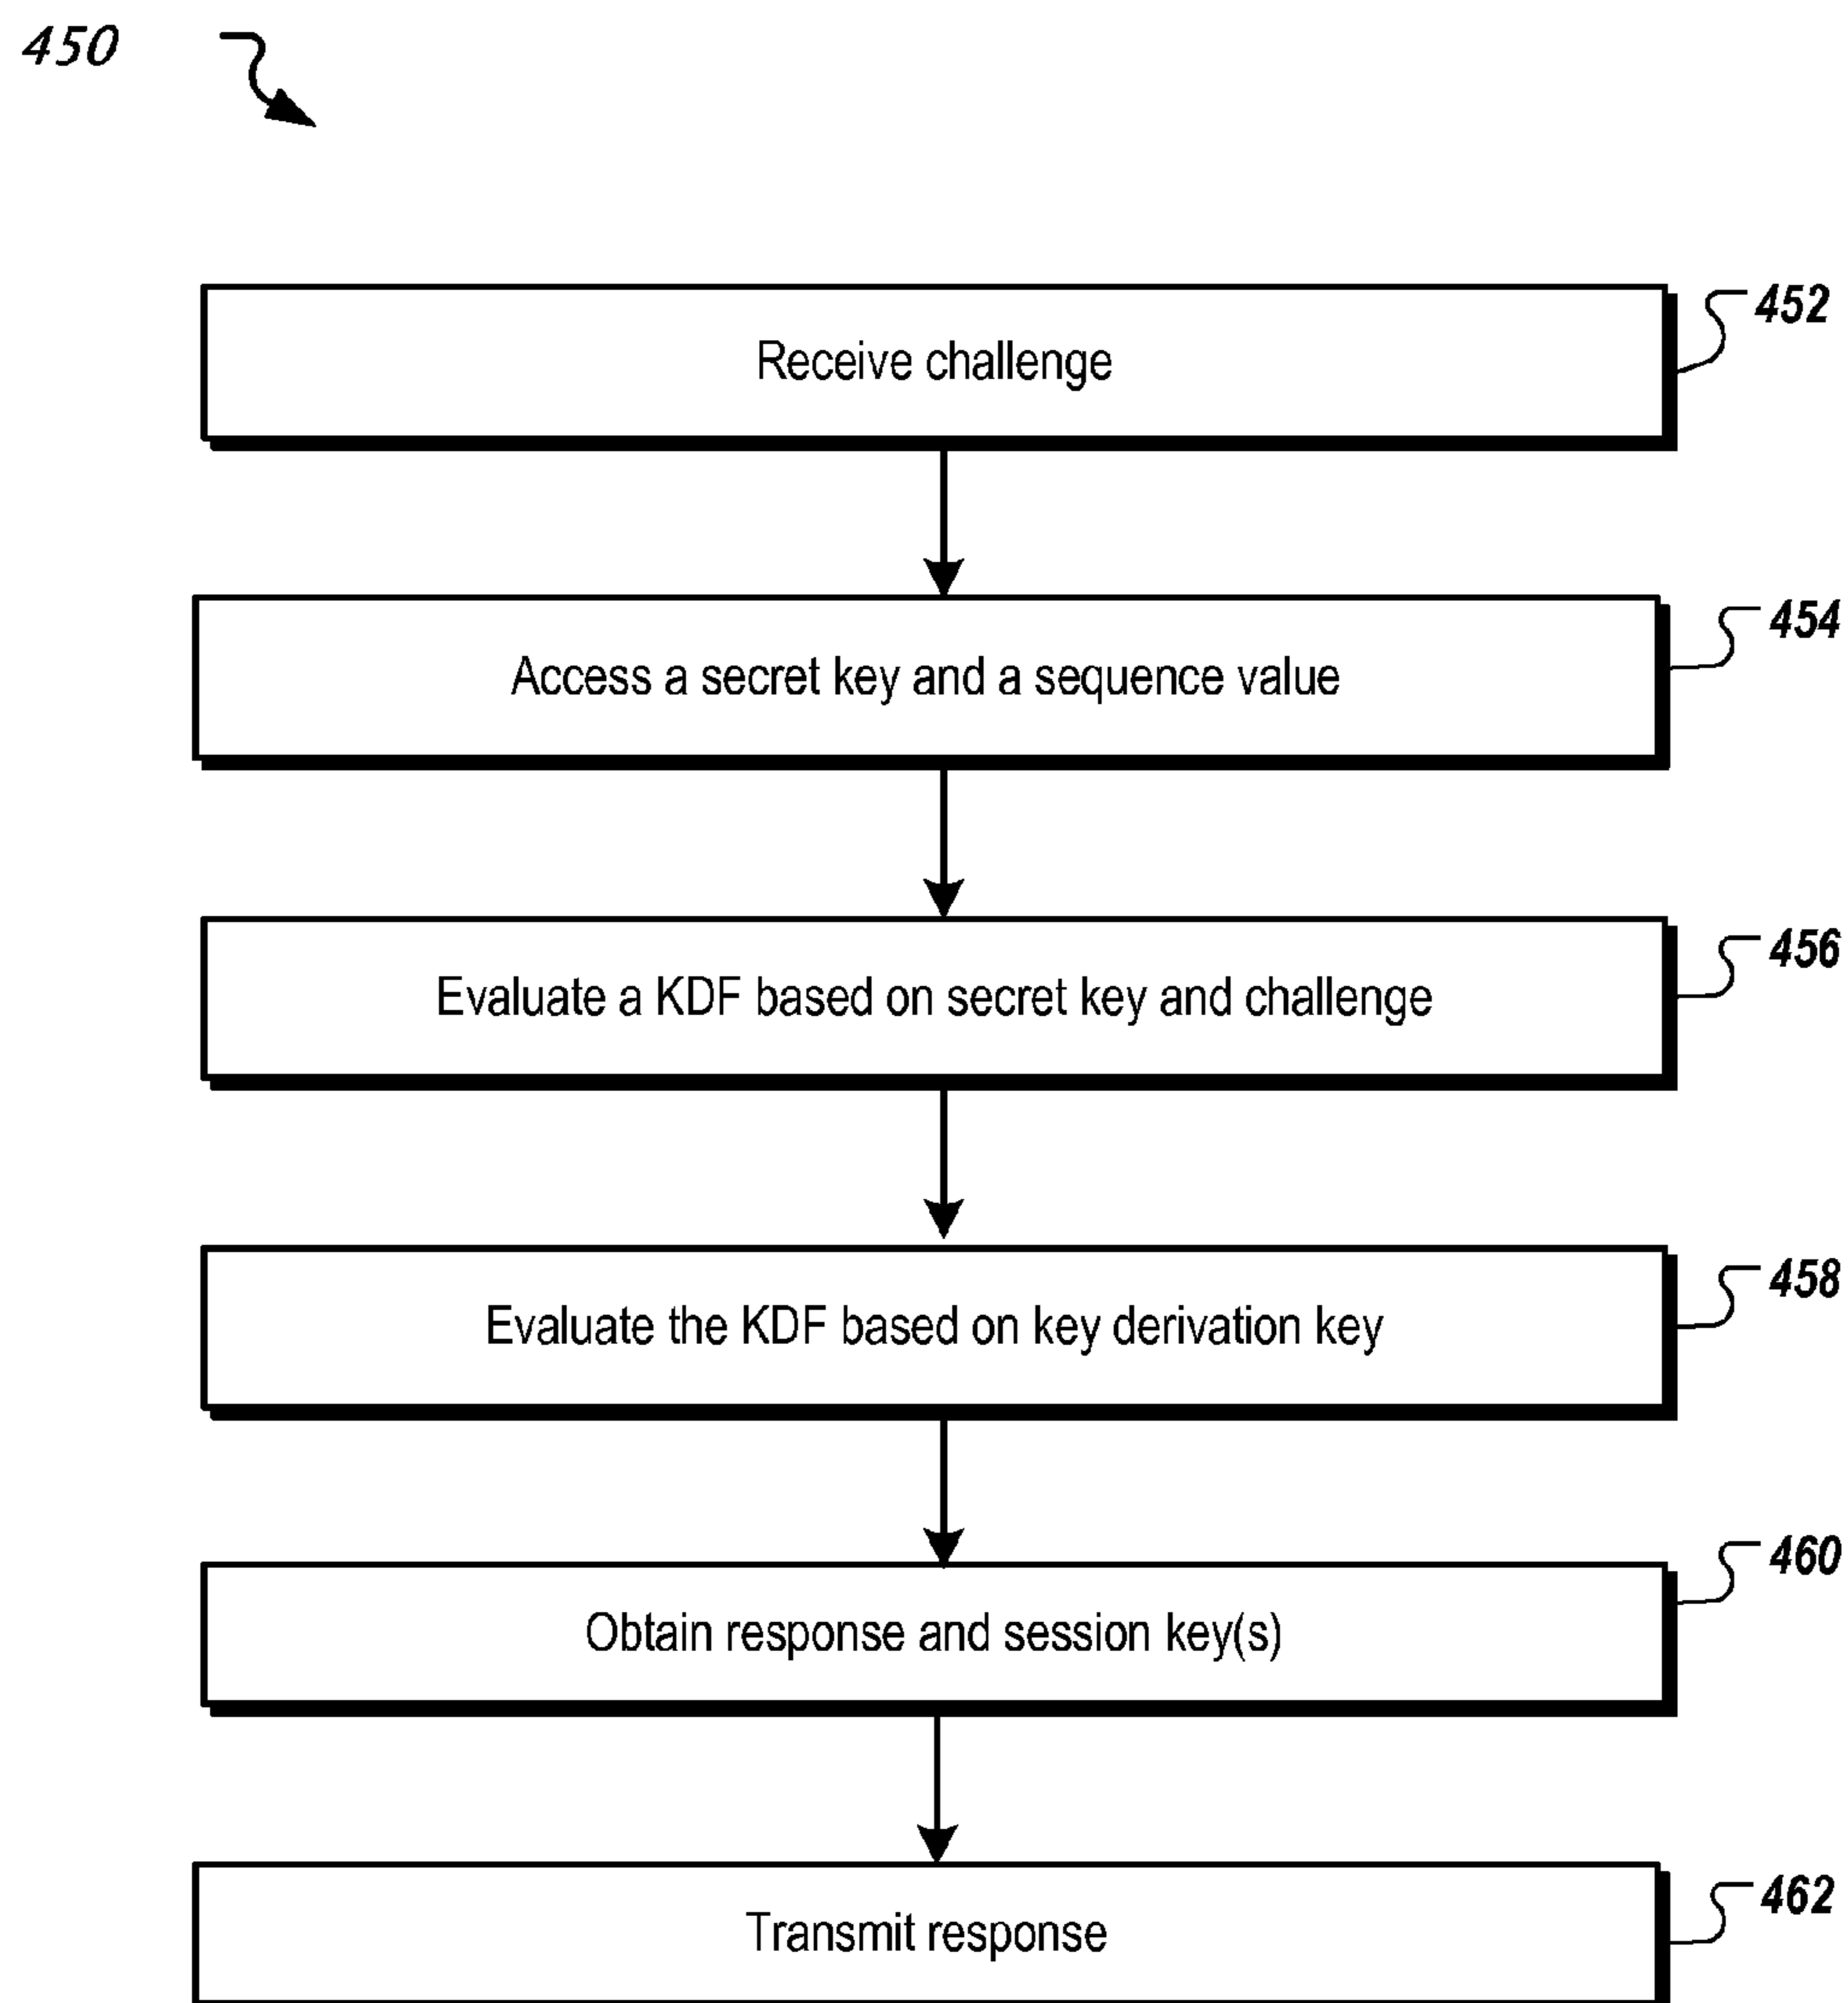 450
Receive challenge
452
Access a secret key and a sequence value
454
Evaluate a KDF based on secret key and challenge
456
Evaluate the KDF based on key derivation key
458
Obtain response and session key(s)
460
Transmit response
462